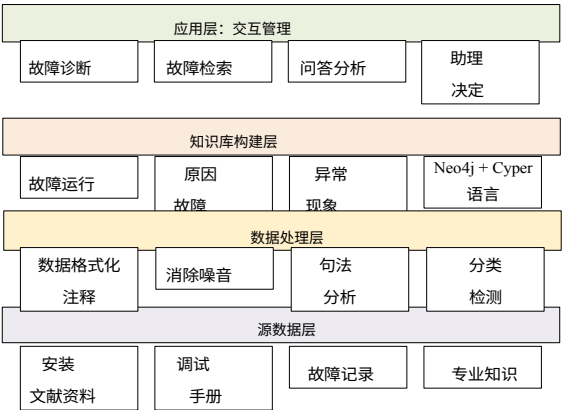 应用层：交互管理
故障诊断
故障检索
问答分析
助理
决定
知识库构建层
故障运行
原因
故障
异常
现象
Neo4j + Cyper
语言
数据处理层
数据格式化
注释
消除噪音
句法
分析
分类
检测
源数据层
安装
文献资料
调试
手册
故障记录
专业知识